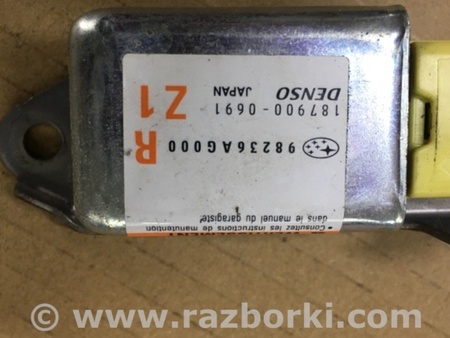 AVERTISSEMENT
• Consultez les instructions de manutention
dans le manuel du garagiste.
98236AG000 R
187900-0691 Z1
DENSO JAPAN
www.razborki.com